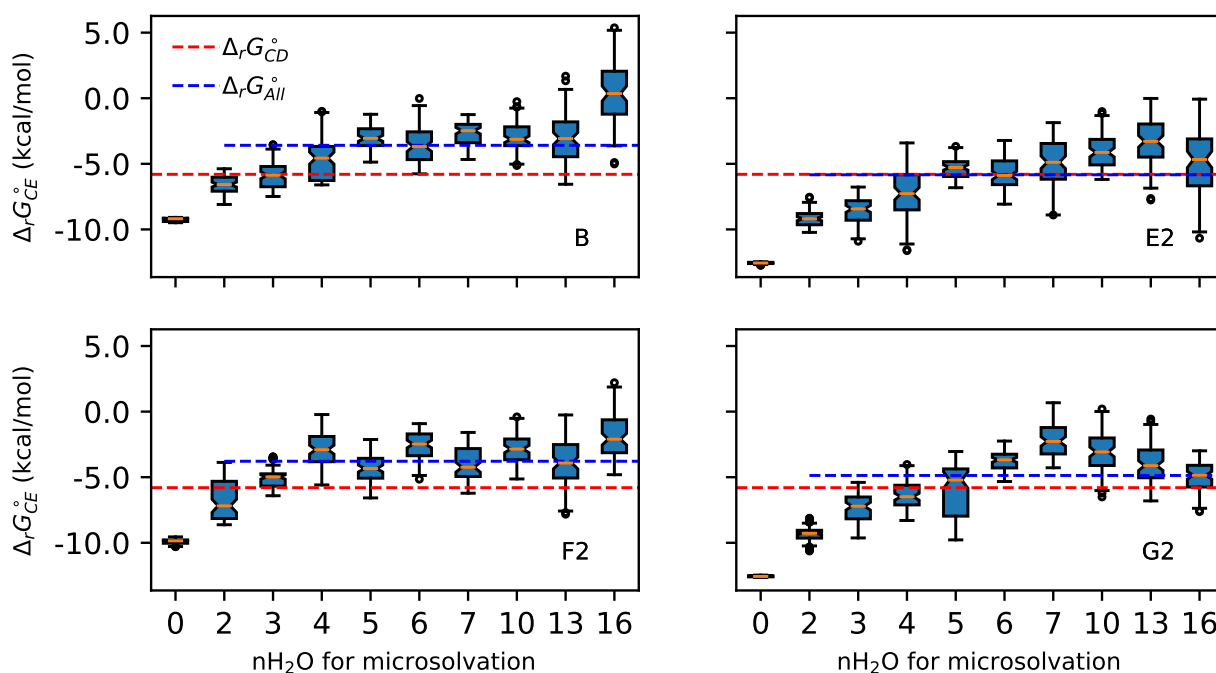 5.0
0.0
-5.0
-10.0
Δ_rG°_CE (kcal/mol)
Δ_rG°_CD
Δ_rG°_All
B
E2
5.0
0.0
-5.0
-10.0
Δ_rG°_CE (kcal/mol)
F2
G2
0 2 3 4 5 6 7 10 13 16
0 2 3 4 5 6 7 10 13 16
nH₂O for microsolvation
nH₂O for microsolvation